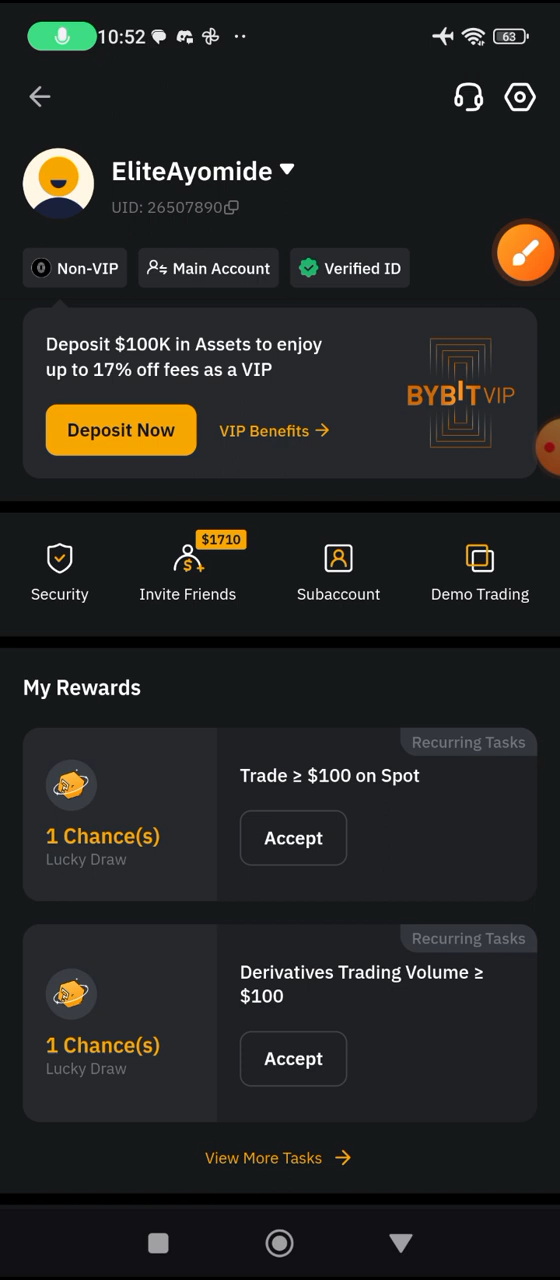 10:52
63
EliteAyomide
UID: 26507890
Non-VIP
Main Account
Verified ID
Deposit $100K in Assets to enjoy
up to 17% off fees as a VIP
BYBIT VIP
Deposit Now
VIP Benefits →
$1710
Security
Invite Friends
Subaccount
Demo Trading
My Rewards
Recurring Tasks
Trade ≥ $100 on Spot
1 Chance(s)
Lucky Draw
Accept
Recurring Tasks
Derivatives Trading Volume ≥
$100
1 Chance(s)
Lucky Draw
Accept
View More Tasks →